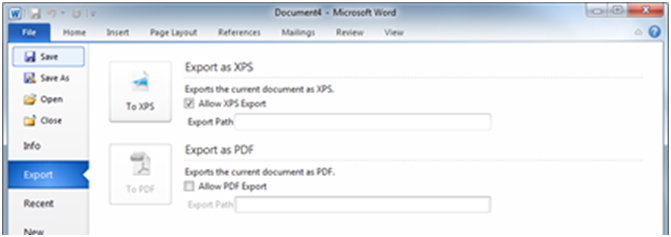 Document4 - Microsoft Word
File Home Insert Page Layout References Mailings Review View
Save
Save As
Open
Close
Info
Export
Recent
New
Export as XPS
To XPS
Exports the current document as XPS.
Allow XPS Export
Export Path
Export as PDF
To PDF
Exports the current document as PDF.
Allow PDF Export
Export Path